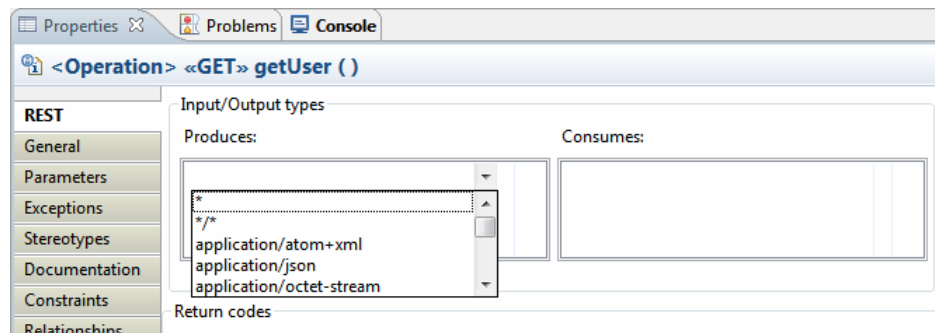 Properties Problems Console
<Operation> «GET» getUser ( )
REST
General
Parameters
Exceptions
Stereotypes
Documentation
Constraints
Relationships
Input/Output types
Produces: Consumes:
*
*/*
application/atom+xml
application/json
application/octet-stream
Return codes